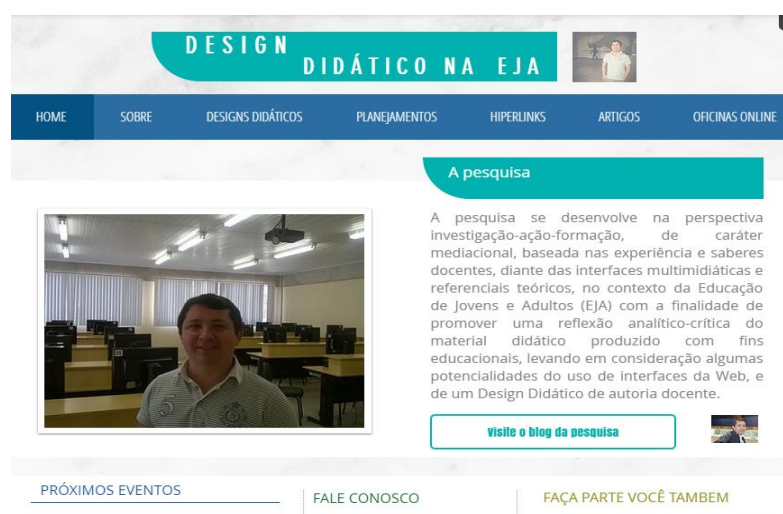 DESIGN
DIDÁTICO NA EJA
HOME SOBRE DESIGNS DIDÁTICOS PLANEJAMENTOS HIPERLINKS ARTIGOS OFICINAS ONLINE
A pesquisa
A pesquisa se desenvolve na perspectiva
investigação-ação-formação, de caráter
mediacional, baseada nas experiência e saberes
docentes, diante das interfaces multimidiáticas e
referenciais teóricos, no contexto da Educação
de Jovens e Adultos (EJA) com a finalidade de
promover uma reflexão analítico-crítica do
material didático produzido com fins
educacionais, levando em consideração algumas
potencialidades do uso de interfaces da Web, e
de um Design Didático de autoria docente.
Visite o blog da pesquisa
PRÓXIMOS EVENTOS
FALE CONOSCO
FAÇA PARTE VOCÊ TAMBEM